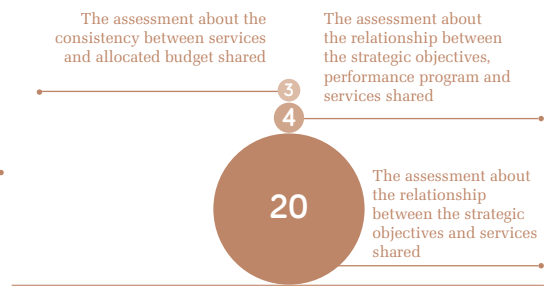 The assessment about the
consistency between services
and allocated budget shared
The assessment about
the relationship between
the strategic objectives,
performance program and
services shared
3
4
20
The assessment about
the relationship
between the strategic
objectives and services
shared